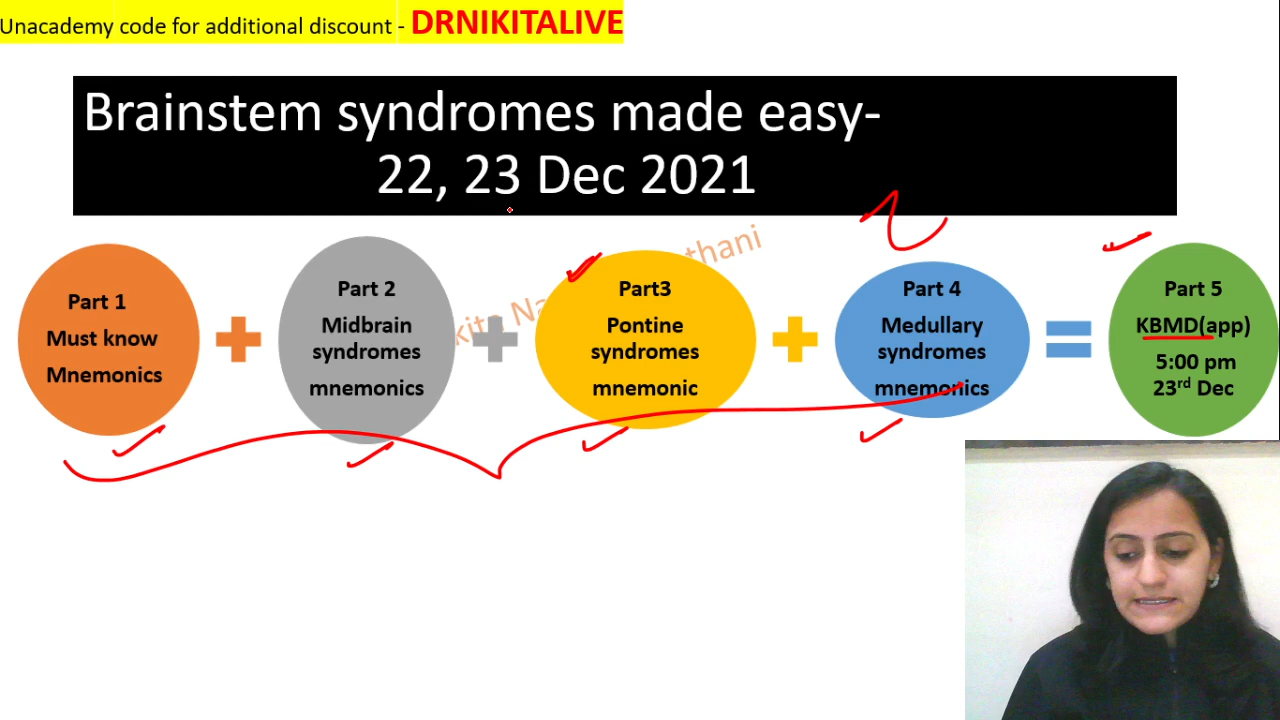 Unacademy code for additional discount - DRNIKITALIVE
Brainstem syndromes made easy-
22, 23 Dec 2021
Part 1
Must know
Mnemonics
Part 2
Midbrain
syndromes
mnemonics
Part3
Pontine
syndromes
mnemonic
Part 4
Medullary
syndromes
mnemonics
Part 5
KBMD(app)
5:00 pm
23rd Dec